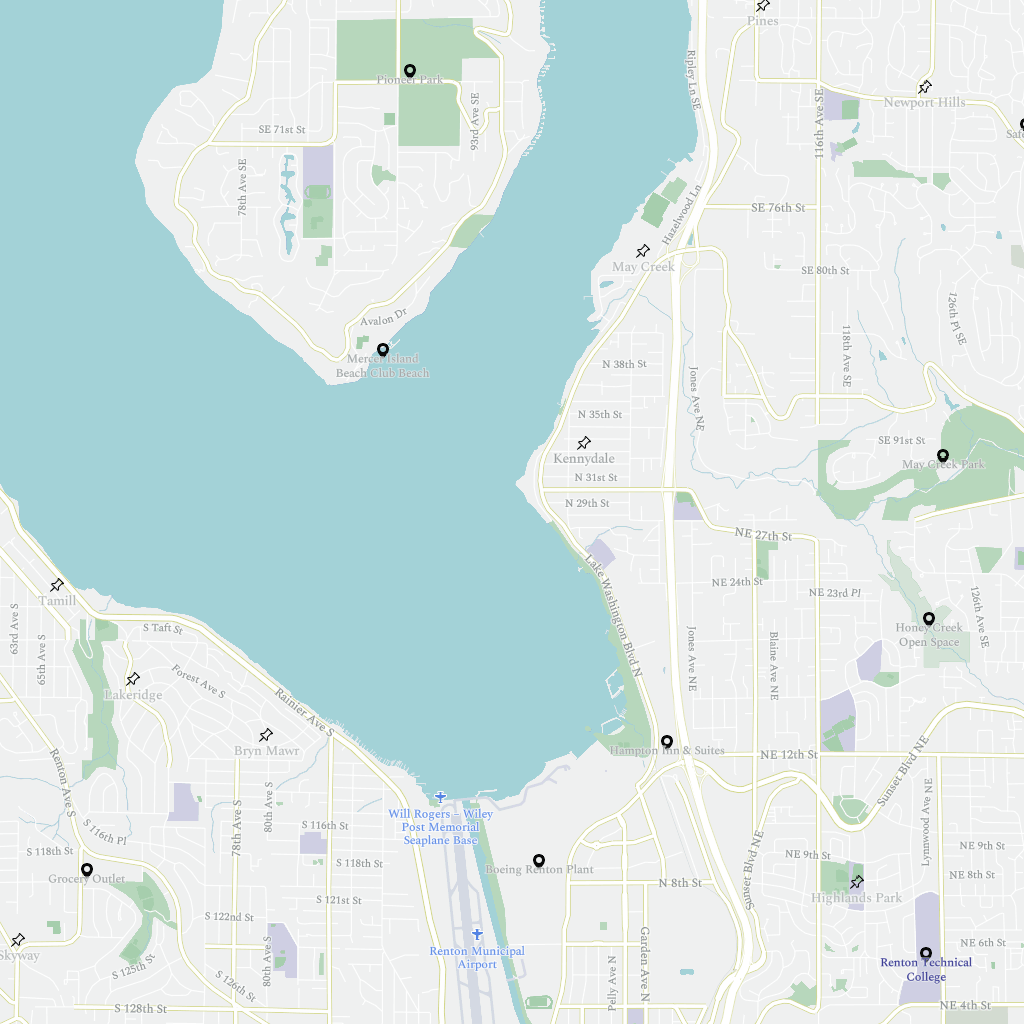 Pines
Ripley Ln SE
Pioneer Park
Newport Hills
93rd Ave SE
116th Ave SE
SE 71st St
78th Ave SE
SE 76th St
Hazelwood Ln
May Creek
SE 80th St
Avalon Dr
126th Pl SE
118th Ave SE
Mercer Island
Beach Club Beach
N 38th St
Jones Ave NE
N 35th St
SE 91st St
Kennydale
May Creek Park
N 31st St
N 29th St
NE 27th St
Lake Washington Blvd N
NE 24th St
NE 23rd Pl
Tamill
63rd Ave S
65th Ave S
S Taft St
126th Ave SE
Honey Creek
Open Space
Jones Ave NE
Blaine Ave NE
Forest Ave S
Lakeridge
Rainier Ave S
Bryn Mawr
Hampton Inn & Suites
NE 12th St
Renton Ave S
Sunset Blvd NE
80th Ave S
78th Ave S
Will Rogers - Wiley
Post Memorial
Seaplane Base
S 116th Pl
S 116th St
Lynnwood Ave NE
S 118th St
S 118th St
NE 9th St
NE 9th St
Grocery Outlet
Boeing Renton Plant
NE 8th St
N 8th St
Sunset Blvd NE
Highlands Park
S 121st St
S 122nd St
NE 6th St
Skyway
80th Ave S
Renton Municipal
Airport
Renton Technical
College
S 125th St
S 126th St
Pelly Ave N
Garden Ave N
S 128th St
NE 4th St